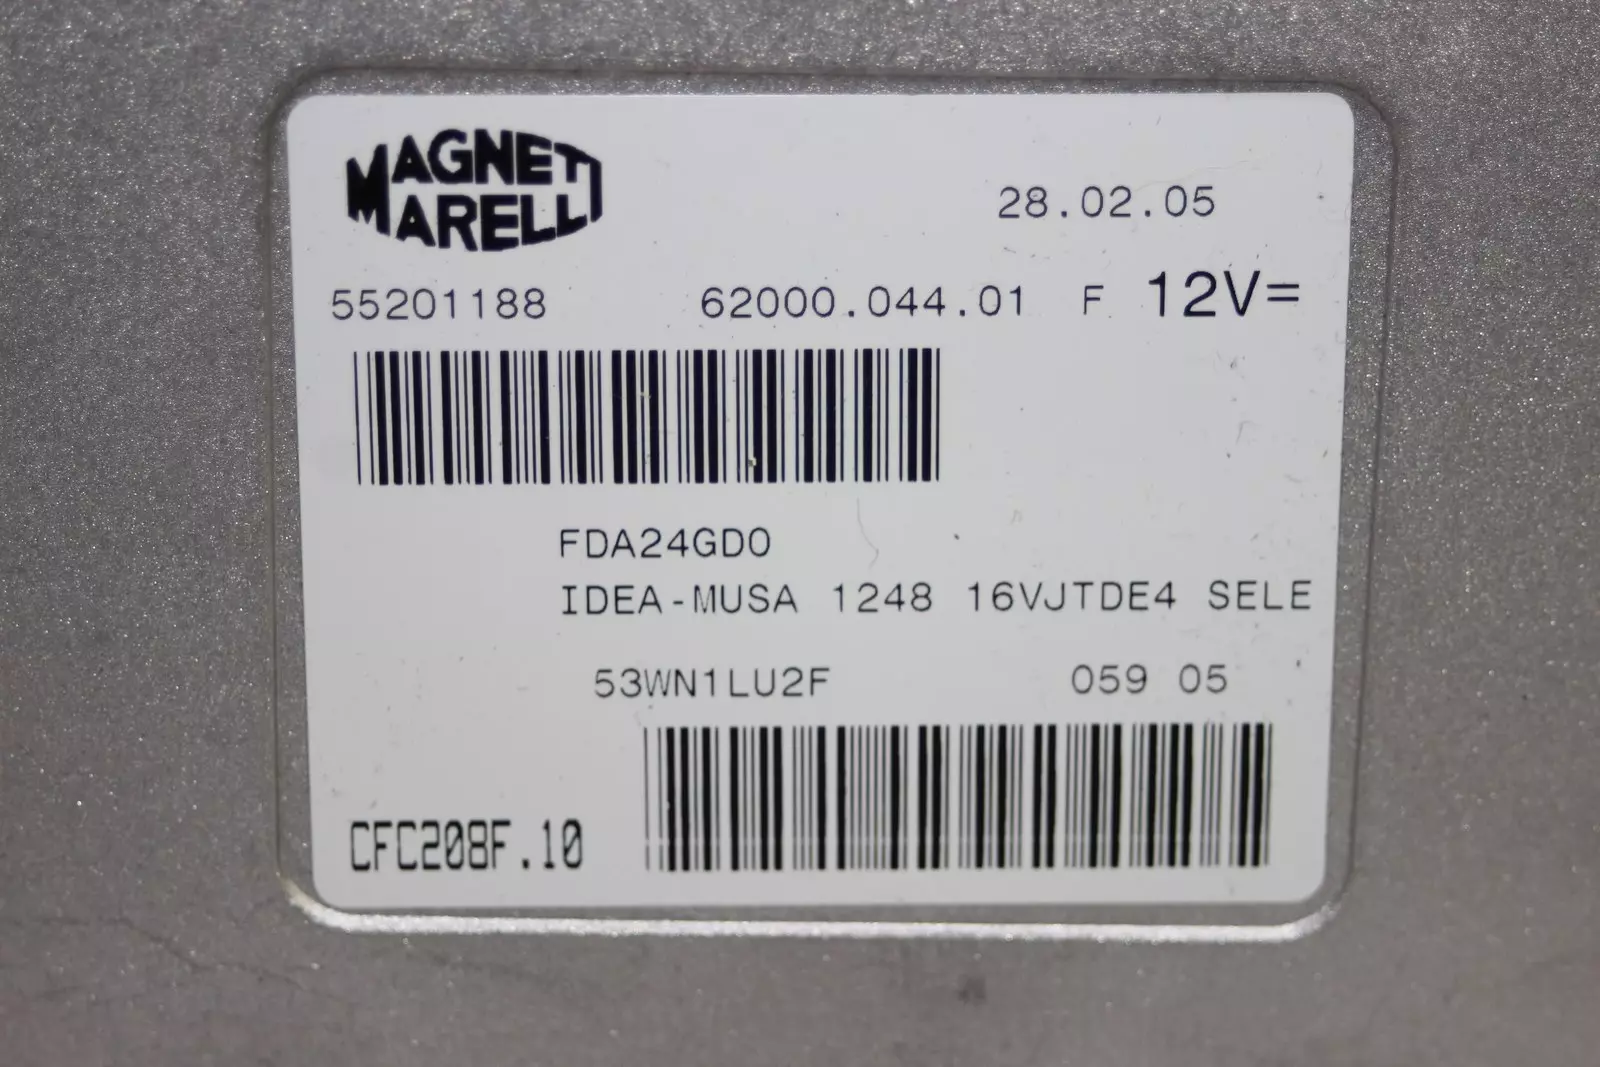 MAGNETI
MARELLI
28.02.05
55201188 62000.044.01 F 12V=
FDA24GD0
IDEA-MUSA 1248 16VJTDE4 SELE
53WN1LU2F 059 05
CFC208F.10